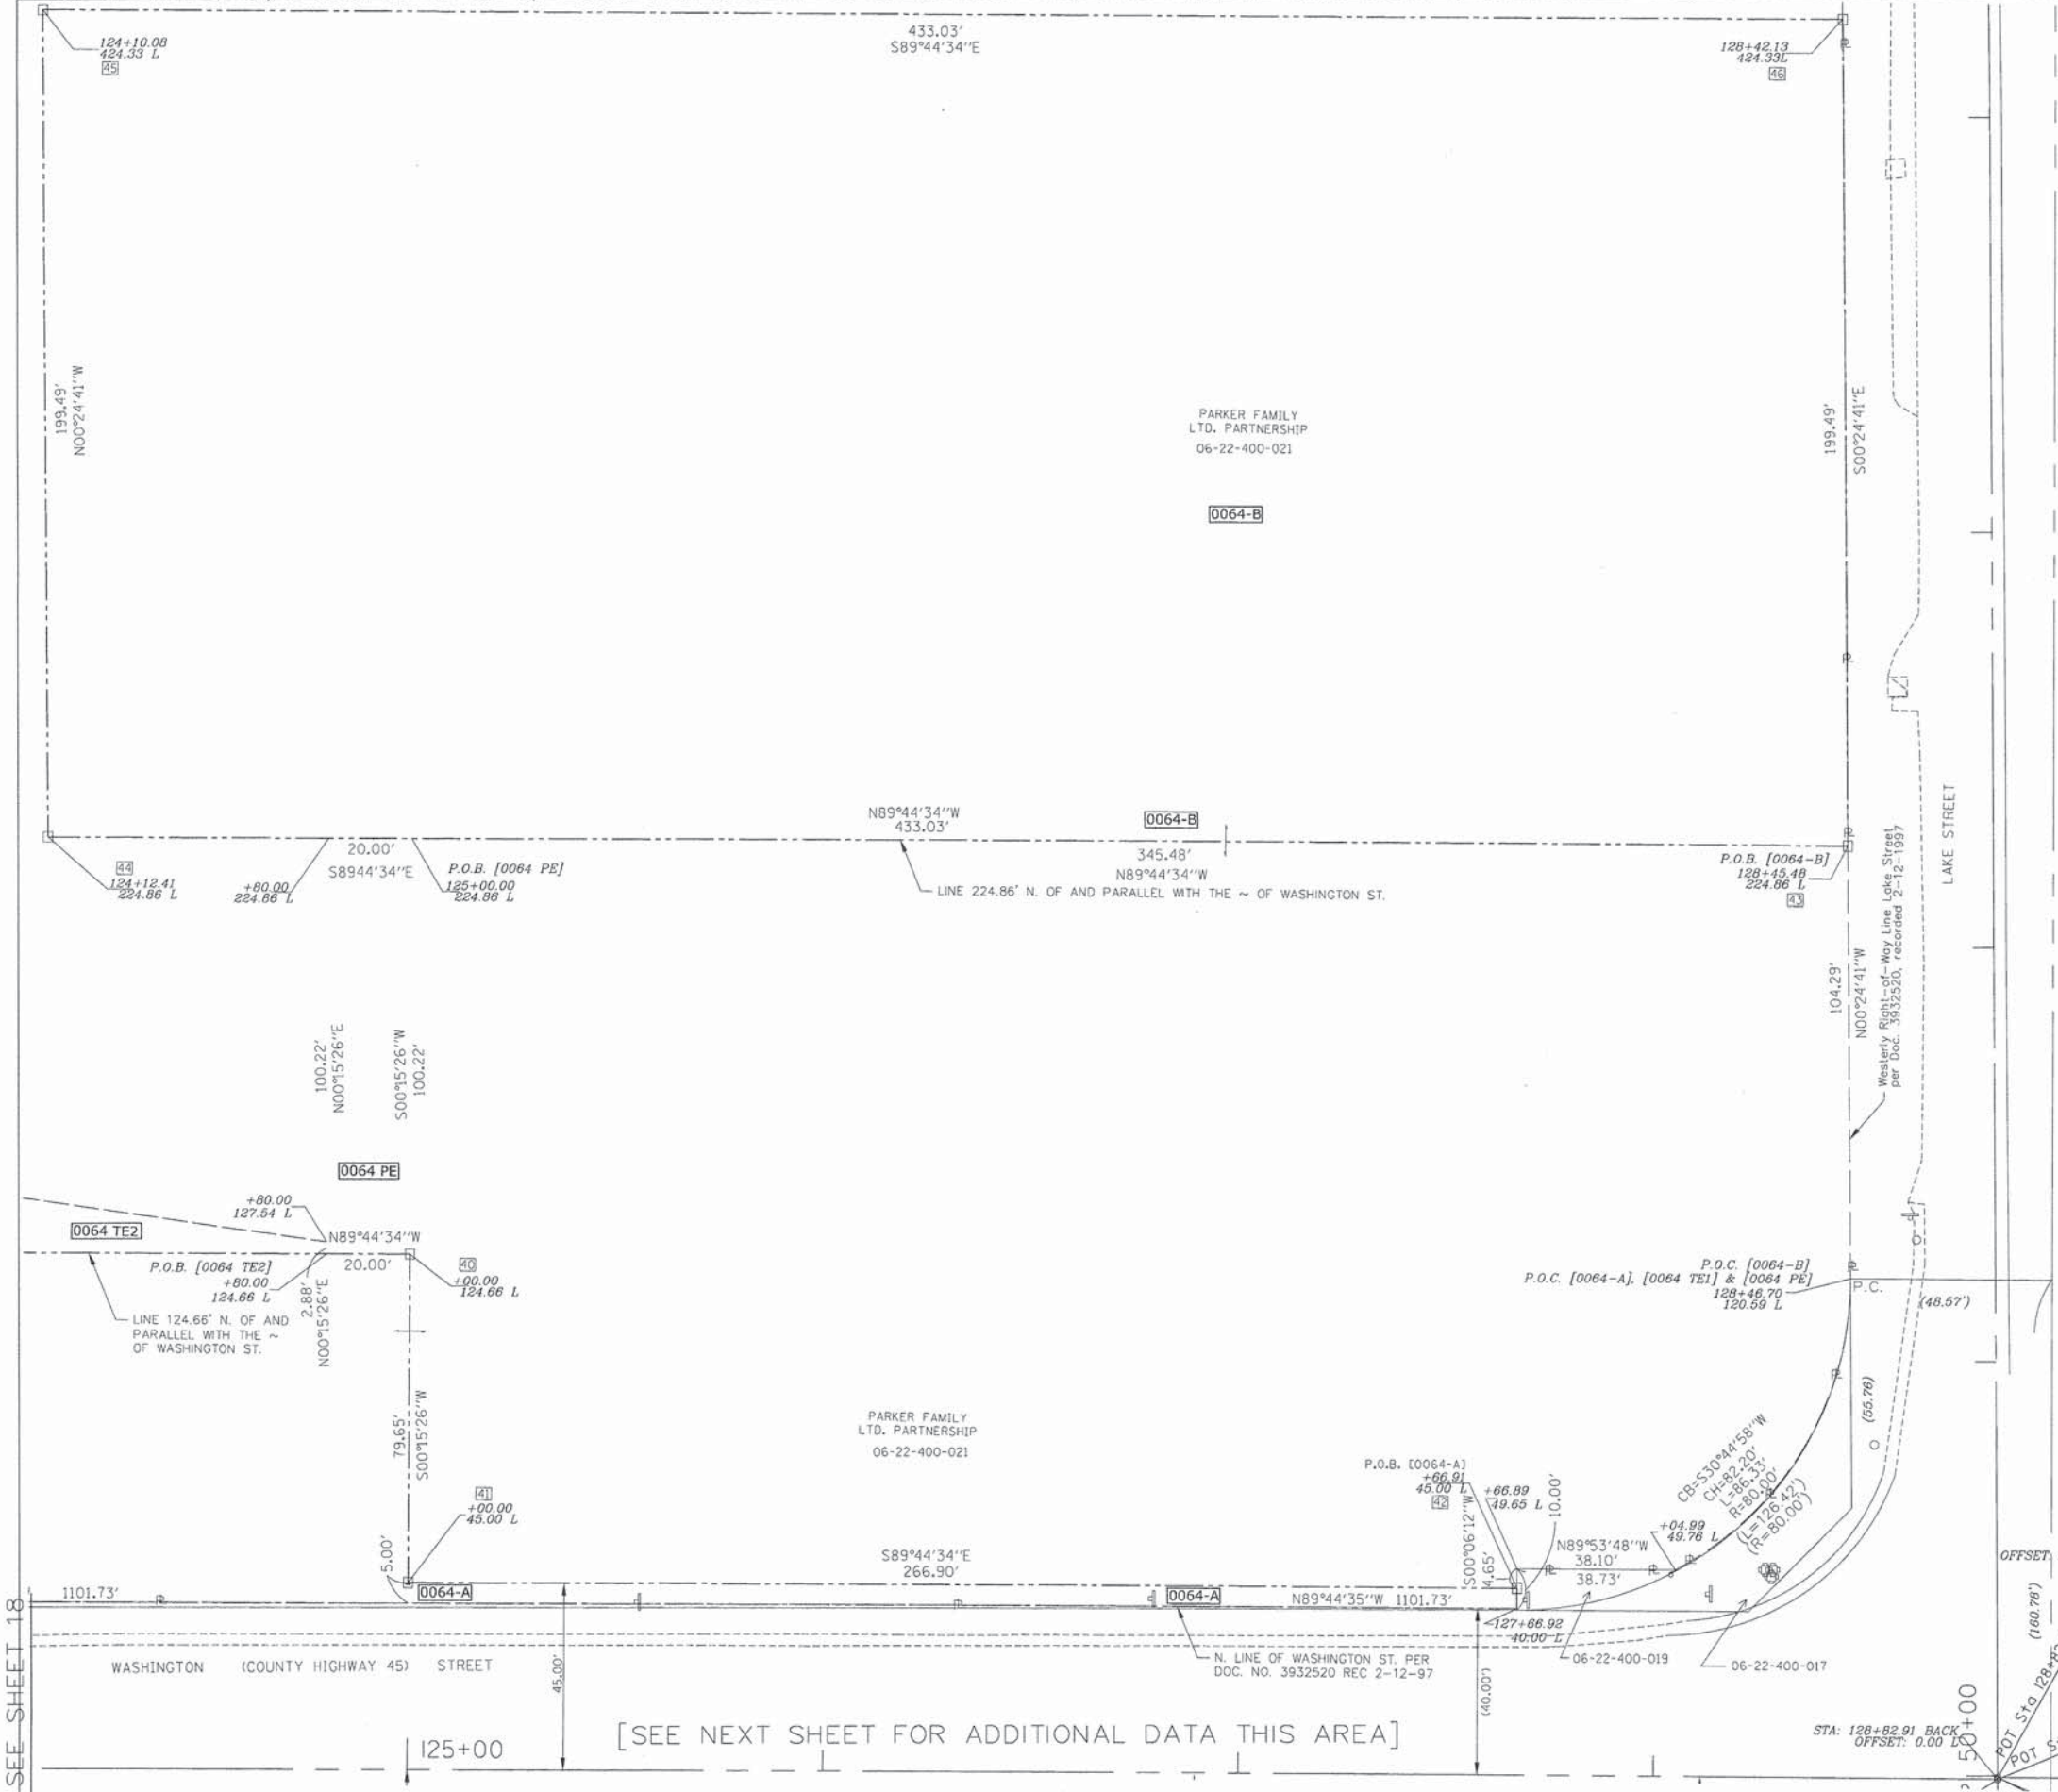 124+10.08
424.33 L
45
433.03'
S89°44'34"E
128+42.13
424.33L
46
199.49'
N00°24'41"W
PARKER FAMILY
LTD. PARTNERSHIP
06-22-400-021
0064-B
199.49'
S00°24'41"E
44
124+12.41
224.86 L
+80.00
224.86 L
20.00'
S8944'34"E
P.O.B. [0064 PE]
125+00.00
224.86 L
N89°44'34"W
433.03'
0064-B
345.48'
N89°44'34"W
LINE 224.86' N. OF AND PARALLEL WITH THE ~ OF WASHINGTON ST.
P.O.B. [0064-B]
128+45.48
224.86 L
43
LAKE STREET
Westerly Right-of-Way Line Lake Street
per Doc. 3932520, recorded 2-12-1997
104.29'
N00°24'41"W
100.22'
N00°15'26"E
S00°15'26"W
100.22'
0064 PE
+80.00
127.54 L
0064 TE2
N89°44'34"W
20.00'
P.O.B. [0064 TE2]
+80.00
124.66 L
40
+00.00
124.66 L
2.88'
N00°15'26"E
LINE 124.66' N. OF AND
PARALLEL WITH THE ~
OF WASHINGTON ST.
P.O.C. [0064-B]
P.O.C. [0064-A], [0064 TE1] & [0064 PE]
128+46.70
120.59 L
P.C.
(48.57')
(55.76)
79.65'
S00°15'26"W
PARKER FAMILY
LTD. PARTNERSHIP
06-22-400-021
41
+00.00
45.00 L
P.O.B. [0064-A]
+66.91
45.00 L
42
S00°06'12"W
4.65'
+66.89
49.65 L
10.00'
CB=S30°44'58"W
CH=82.20'
L=86.33'
R=80.00'
(L=126.42')
(R=80.00')
+04.99
49.76 L
N89°53'48"W
38.10'
38.73'
5.00'
S89°44'34"E
266.90'
0064-A
0064-A
N89°44'35"W 1101.73'
1101.73'
127+66.92
40.00 L
SEE SHEET 18
WASHINGTON (COUNTY HIGHWAY 45) STREET
45.00'
N. LINE OF WASHINGTON ST. PER
DOC. NO. 3932520 REC 2-12-97
(40.00')
06-22-400-019
06-22-400-017
OFFSET:
(160.78')
125+00
[SEE NEXT SHEET FOR ADDITIONAL DATA THIS AREA]
STA: 128+82.91 BACK
OFFSET: 0.00 L
50+00
POT Sta 128+8
POT S